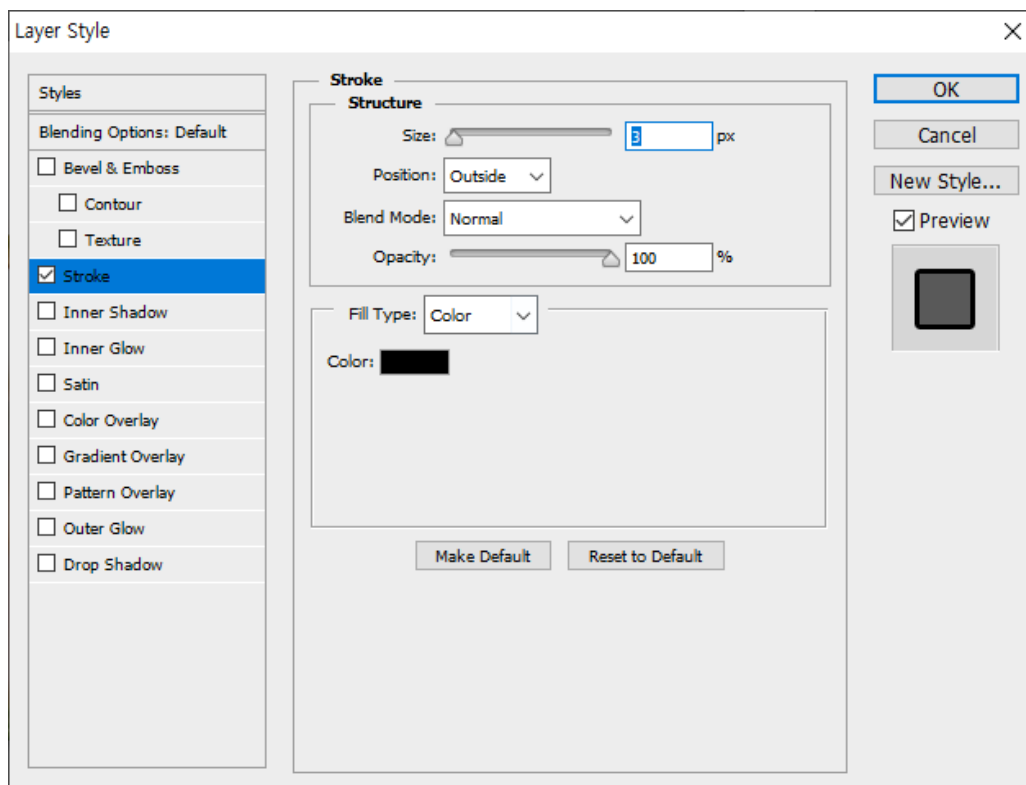 Layer Style
Styles
Blending Options: Default
Bevel & Emboss
Contour
Texture
Stroke
Inner Shadow
Inner Glow
Satin
Color Overlay
Gradient Overlay
Pattern Overlay
Outer Glow
Drop Shadow
Stroke
Structure
Size: 3 px
Position: Outside
Blend Mode: Normal
Opacity: 100 %
Fill Type: Color
Color:
Make Default Reset to Default
OK
Cancel
New Style...
Preview